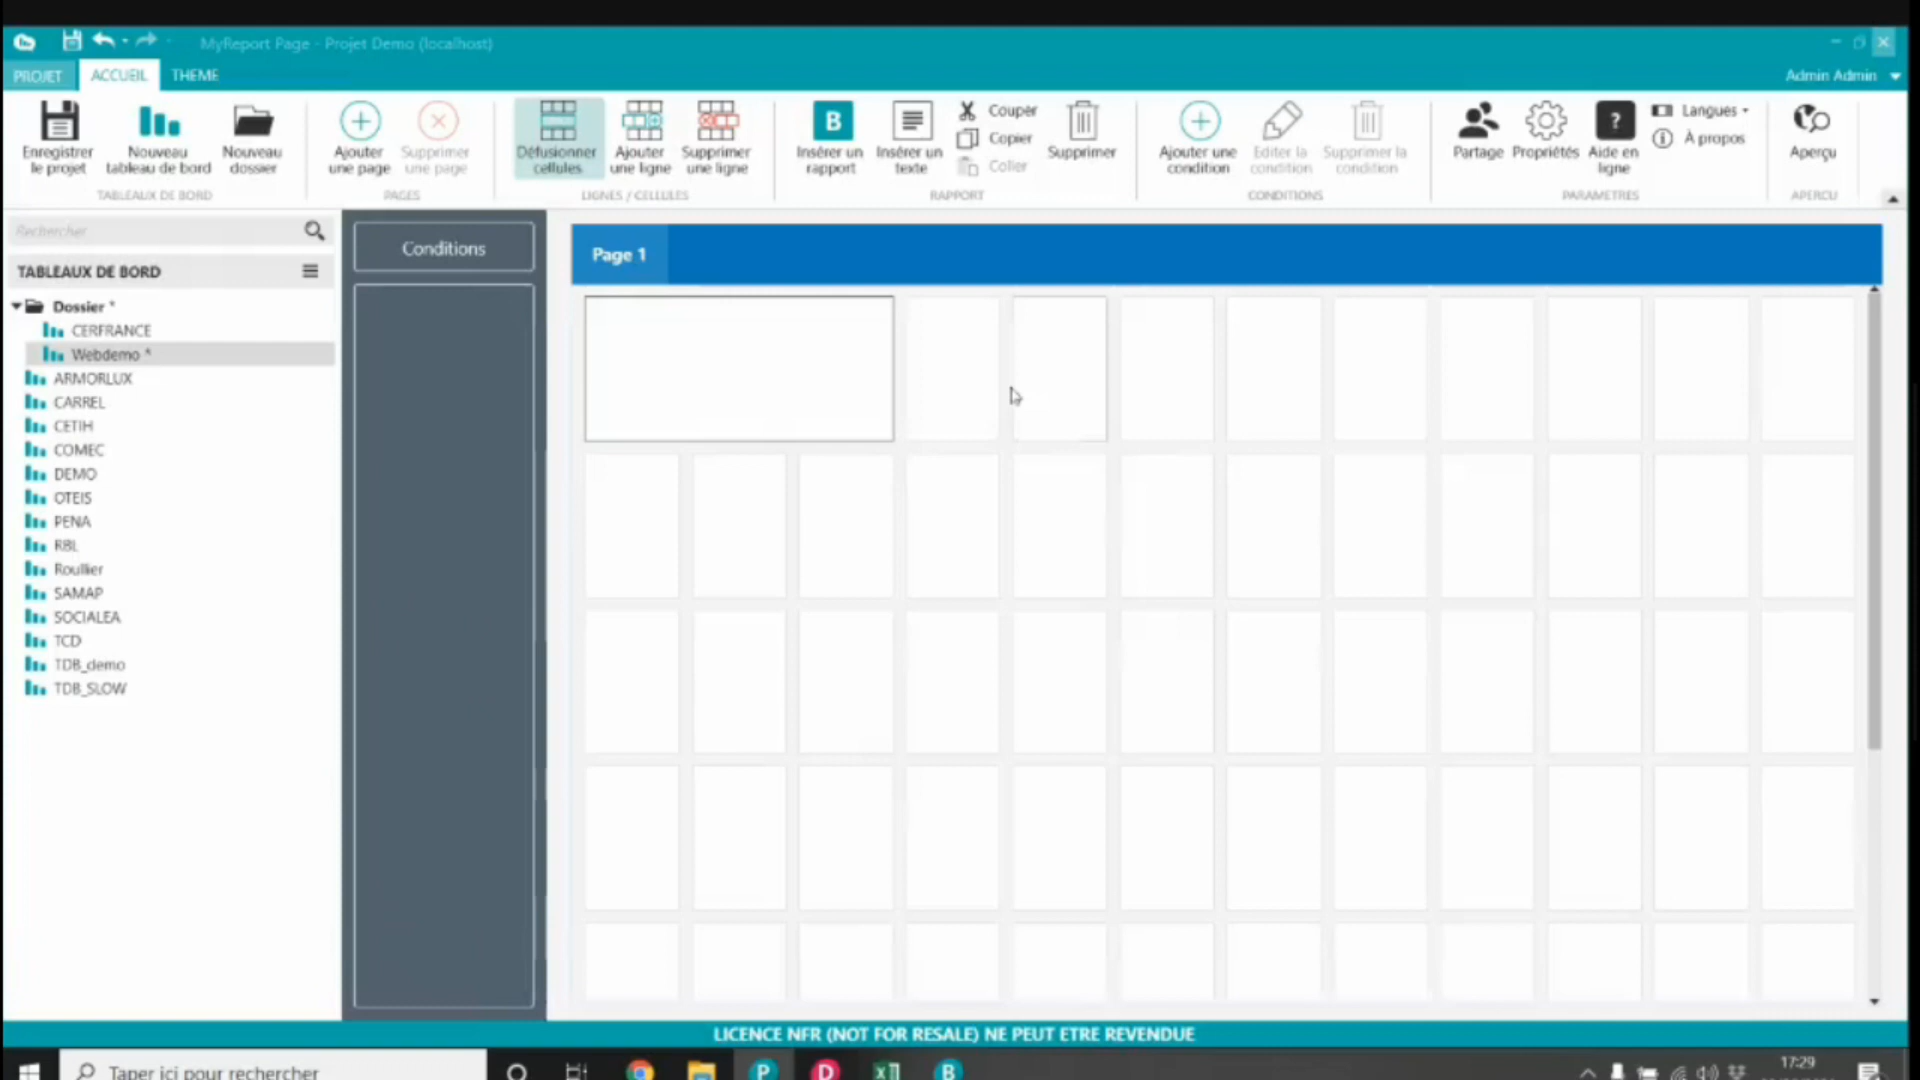 MyReport Page - Projet Demo (localhost)
PROJET
ACCUEIL
THEME
Admin Admin
Enregistrer
le projet
Nouveau
tableau de bord
Nouveau
dossier
TABLEAUX DE BORD
Ajouter
une page
Supprimer
une page
PAGES
Défusionner
cellules
Ajouter
une ligne
Supprimer
une ligne
LIGNES / CELLULES
B
Insérer un
rapport
Insérer un
texte
Couper
Copier
Coller
Supprimer
RAPPORT
Ajouter une
condition
Editer la
condition
Supprimer la
condition
CONDITIONS
Partage
Propriétés
?
Aide en
ligne
Langues
À propos
PARAMETRES
Aperçu
APERCU
Rechercher
TABLEAUX DE BORD
Dossier *
CERFRANCE
Webdemo *
ARMORLUX
CARREL
CETIH
COMEC
DEMO
OTEIS
PENA
RBL
Roullier
SAMAP
SOCIALEA
TCD
TDB_demo
TDB_SLOW
Conditions
Page 1
LICENCE NFR (NOT FOR RESALE) NE PEUT ETRE REVENDUE
Taper ici pour rechercher
P
D
X
B
17:29